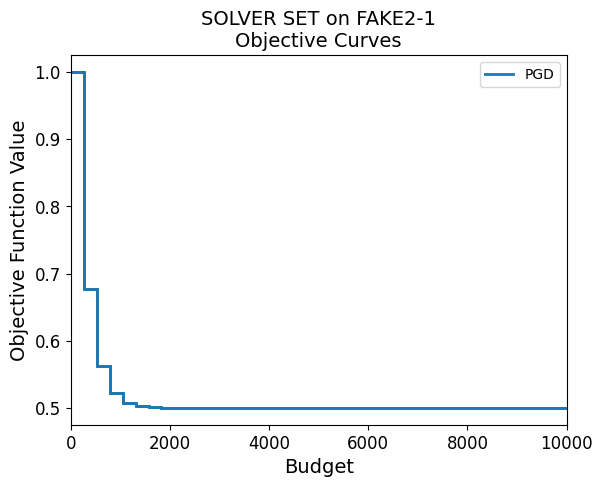 SOLVER SET on FAKE2-1
Objective Curves
PGD
Objective Function Value
1.0
0.9
0.8
0.7
0.6
0.5
0 2000 4000 6000 8000 10000
Budget